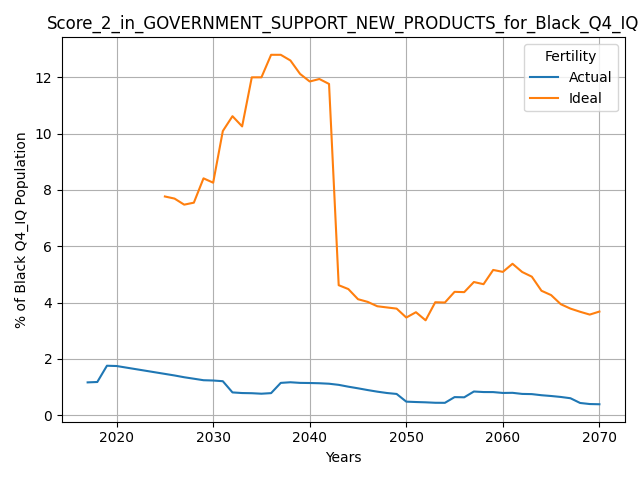 Score_2_in_GOVERNMENT_SUPPORT_NEW_PRODUCTS_for_Black_Q4_IQ
Fertility
Actual
Ideal
% of Black Q4_IQ Population
12
10
8
6
4
2
0
2020
2030
2040
2050
2060
2070
Years